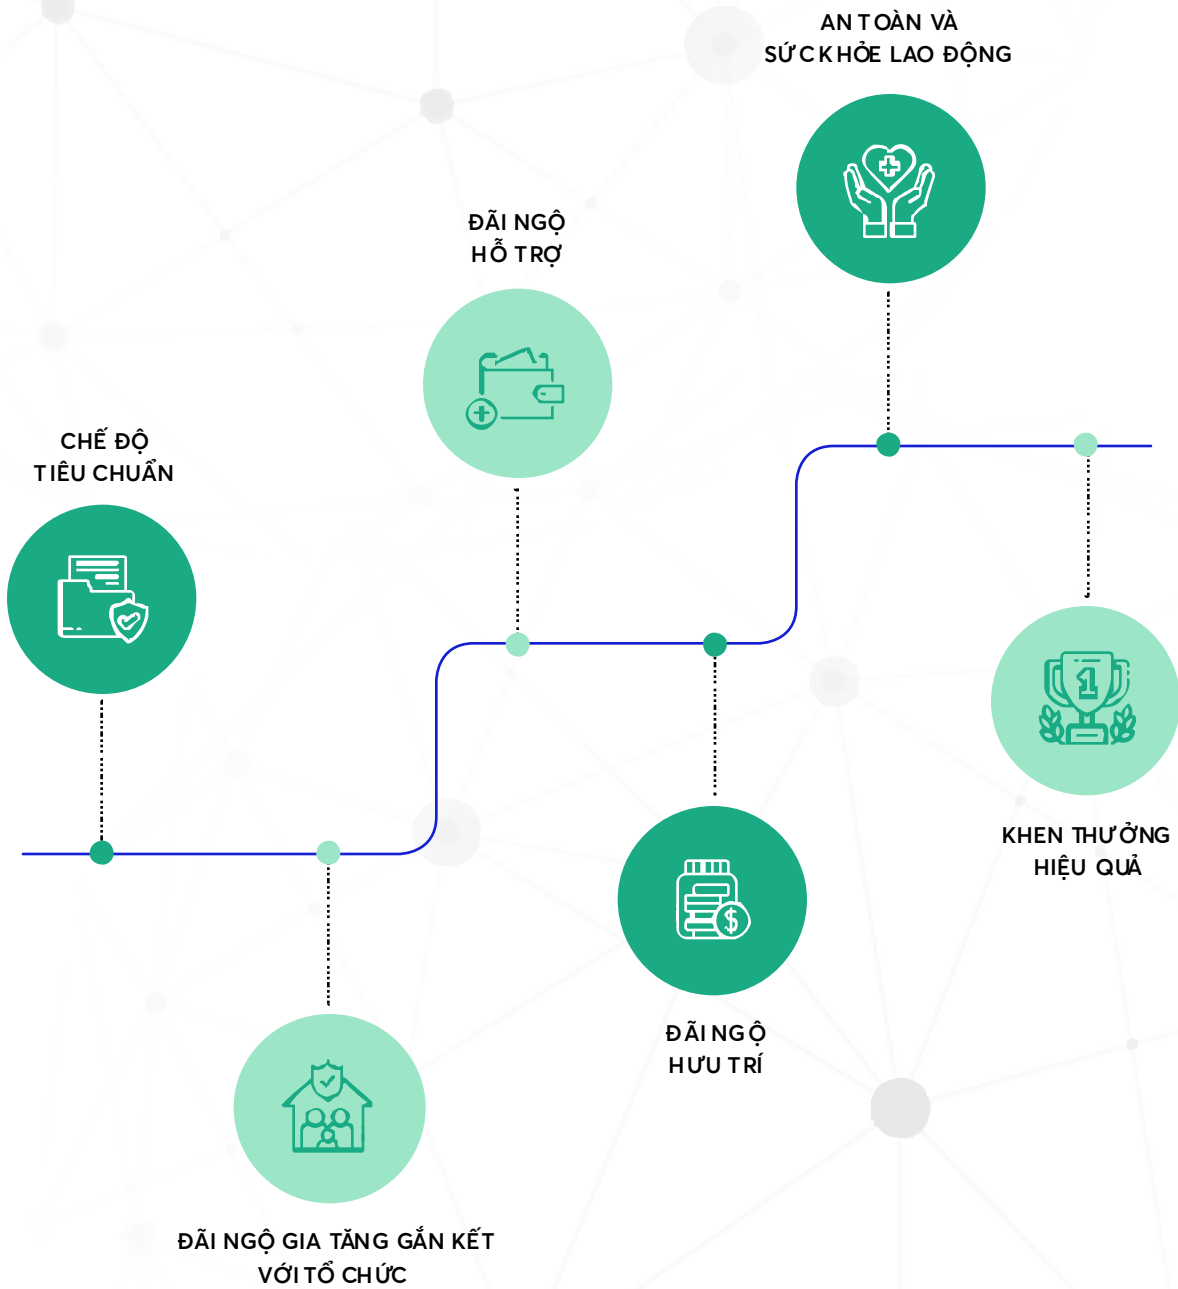 AN TOÀN VÀ
SỨC KHỎE LAO ĐỘNG
ĐÃI NGỘ
HỖ TRỢ
CHẾ ĐỘ
TIÊU CHUẨN
1
KHEN THƯỞNG
HIỆU QUẢ
$
ĐÃI NGỘ
HƯU TRÍ
ĐÃI NGỘ GIA TĂNG GẮN KẾT
VỚI TỔ CHỨC